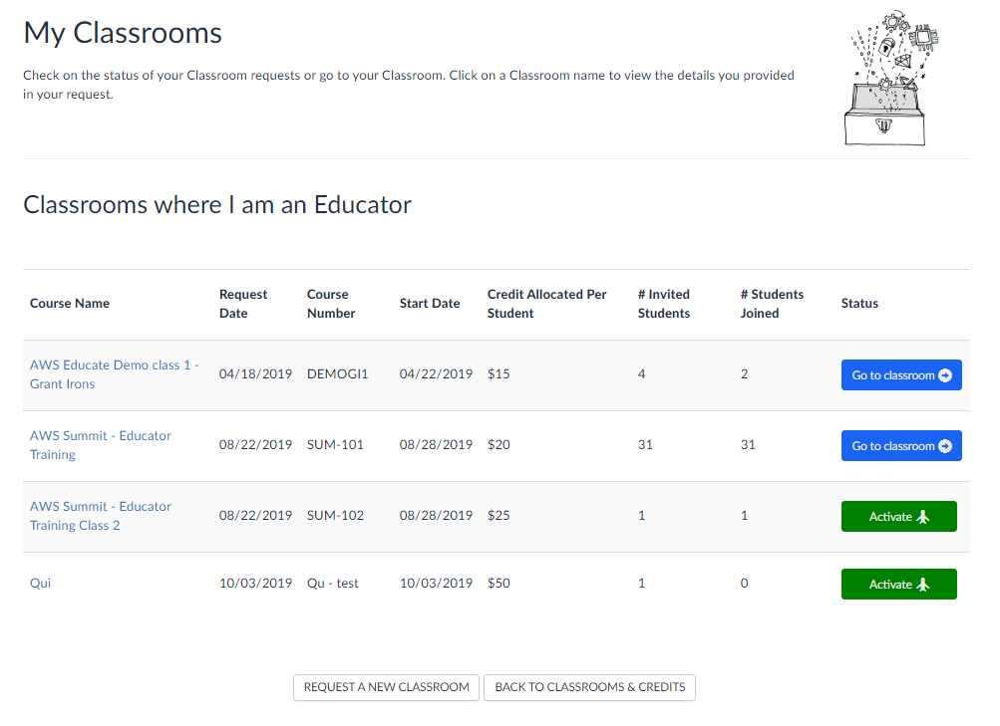 My Classrooms
Check on the status of your Classroom requests or go to your Classroom. Click on a Classroom name to view the details you provided
in your request.
Classrooms where I am an Educator
Course Name Request Date Course Number Start Date Credit Allocated Per Student # Invited Students # Students Joined Status
AWS Educate Demo class 1 - Grant Irons 04/18/2019 DEMOGI1 04/22/2019 $15 4 2 Go to classroom
AWS Summit - Educator Training 08/22/2019 SUM-101 08/28/2019 $20 31 31 Go to classroom
AWS Summit - Educator Training Class 2 08/22/2019 SUM-102 08/28/2019 $25 1 1 Activate
Qui 10/03/2019 Qu - test 10/03/2019 $50 1 0 Activate
REQUEST A NEW CLASSROOM BACK TO CLASSROOMS & CREDITS